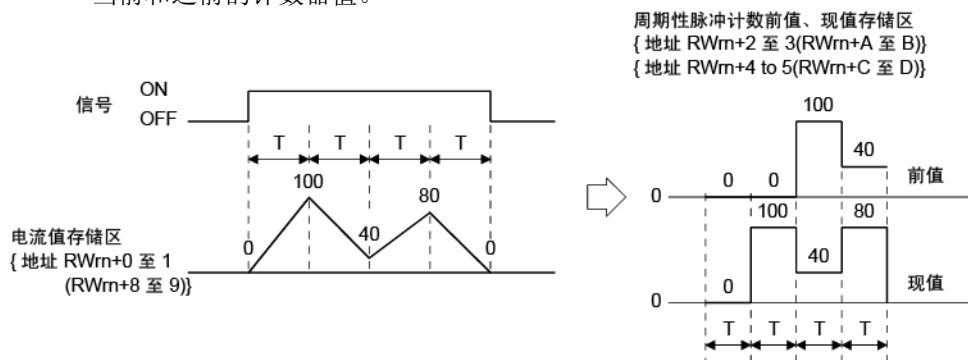 当前和之前的计数器值。
周期性脉冲计数前值、现值存储区
{ 地址 RWrn+2 至 3(RWrn+A 至 B)}
{ 地址 RWrn+4 to 5(RWrn+C 至 D)}
信号
ON
OFF
T T T T
100
80
40
0
0
电流值存储区
{ 地址 RWrn+0 至 1
(RWrn+8 至 9)}
100
40
0 0 0
前值
100 80
40
0 0
现值
T T T T